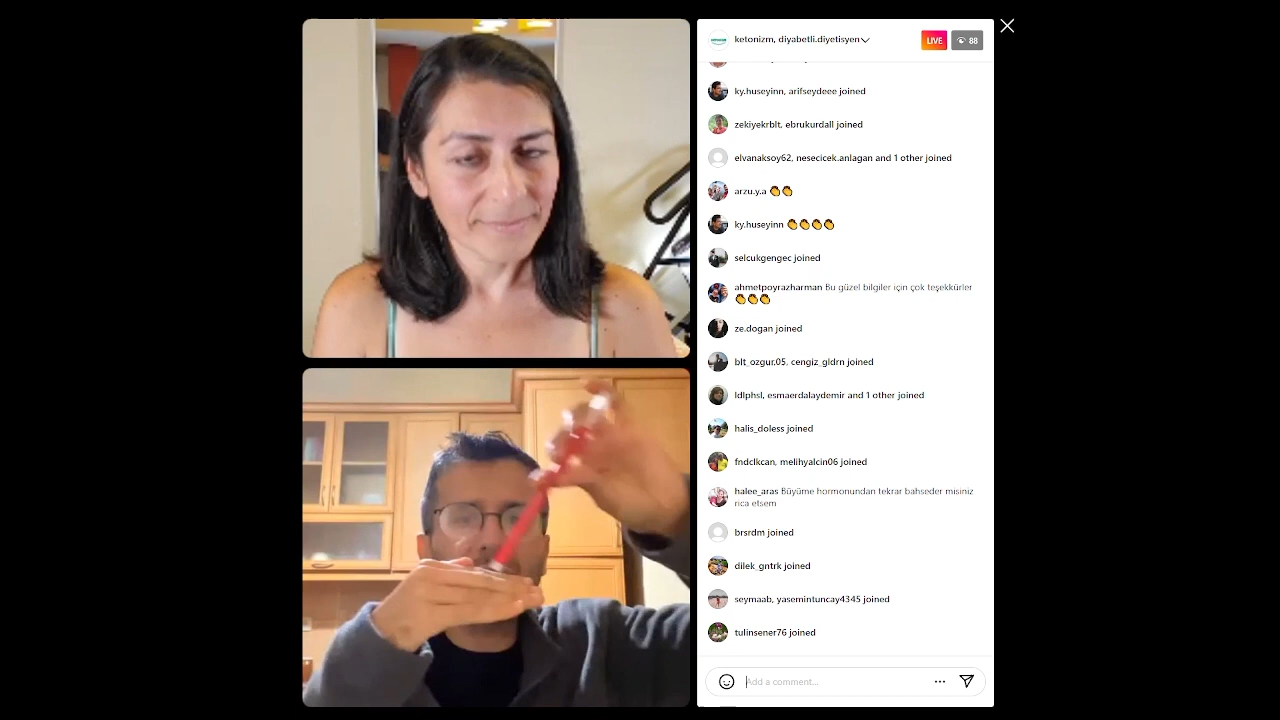 ketonizm, diyabetli.diyetisyen
LIVE
88
ky.huseyinn, arifseydeee joined
zekiyekrblt, ebrukurdall joined
elvanaksoy62, nesecicek.anlagan and 1 other joined
arzu.y.a 👏👏
ky.huseyinn 👏👏👏👏
selcukgengec joined
ahmetpoyrazharman Bu güzel bilgiler için çok teşekkürler
👏👏👏
ze.dogan joined
blt_ozgur.05, cengiz_gldrn joined
ldlphsl, esmaerdalaydemir and 1 other joined
halis_doless joined
fndclkcan, melihyalcin06 joined
halee_aras Büyüme hormonundan tekrar bahseder misiniz
rica etsem
brsrdm joined
dilek_gntrk joined
seymaab, yasemintuncay4345 joined
tulinsener76 joined
Add a comment...